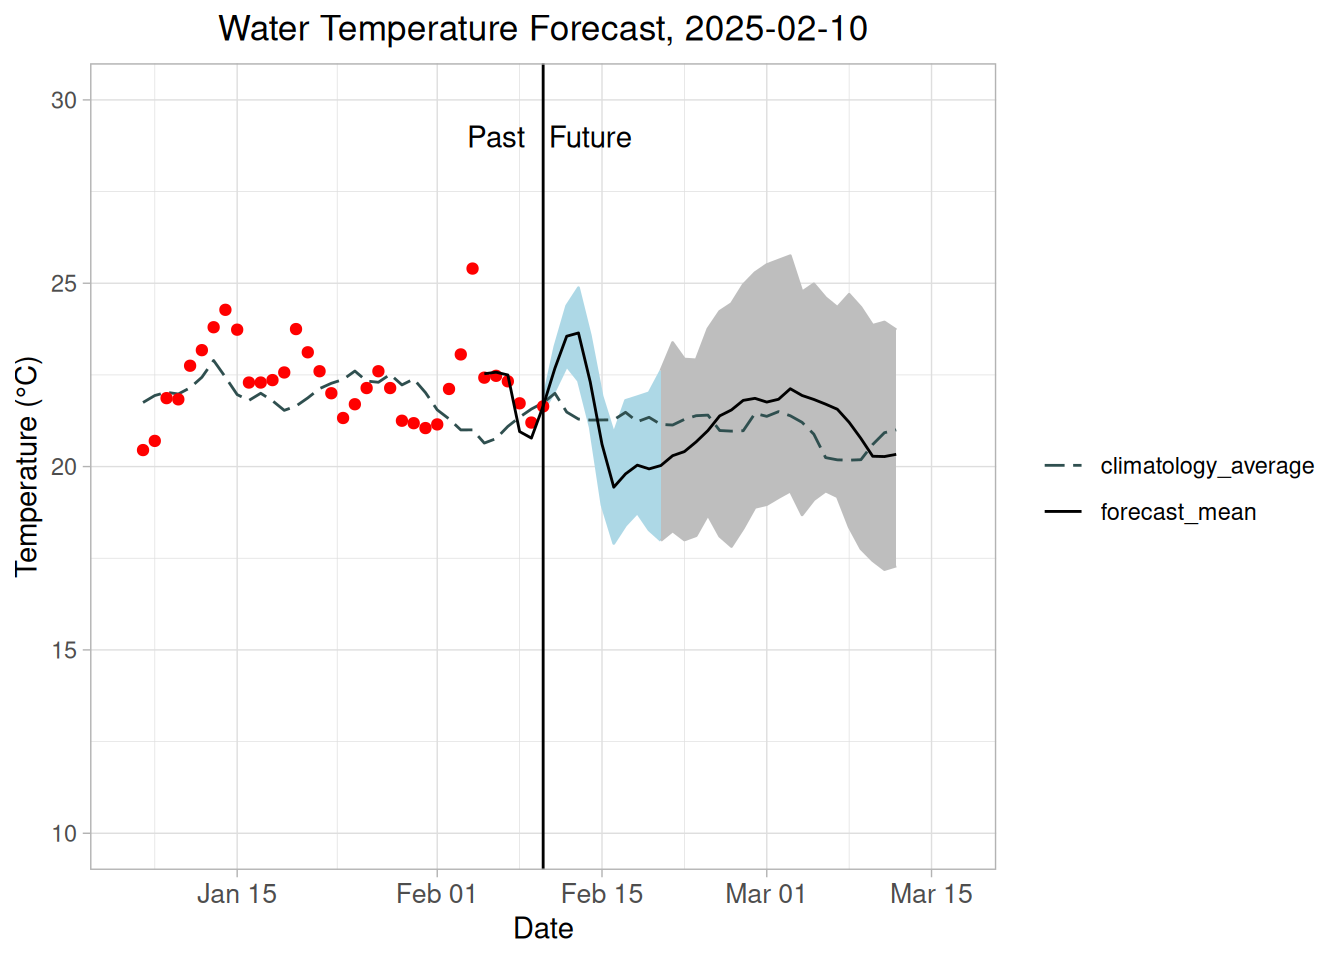 Water Temperature Forecast, 2025-02-10
30
Past
Future
25
20
15
10
Temperature (°C)
Jan 15
Feb 01
Feb 15
Mar 01
Mar 15
Date
climatology_average
forecast_mean